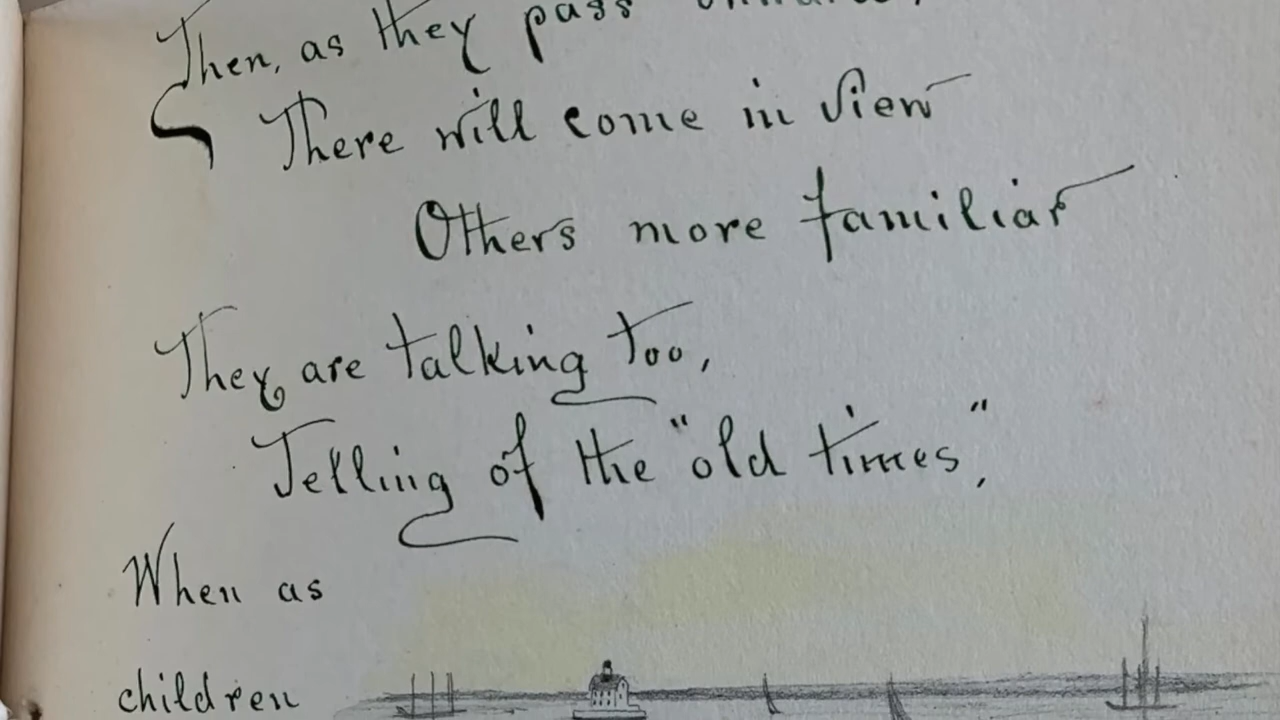 Then, as they pass
There will come in view
Others more familiar
They are talking too,
Telling of the "old times",
When as
children